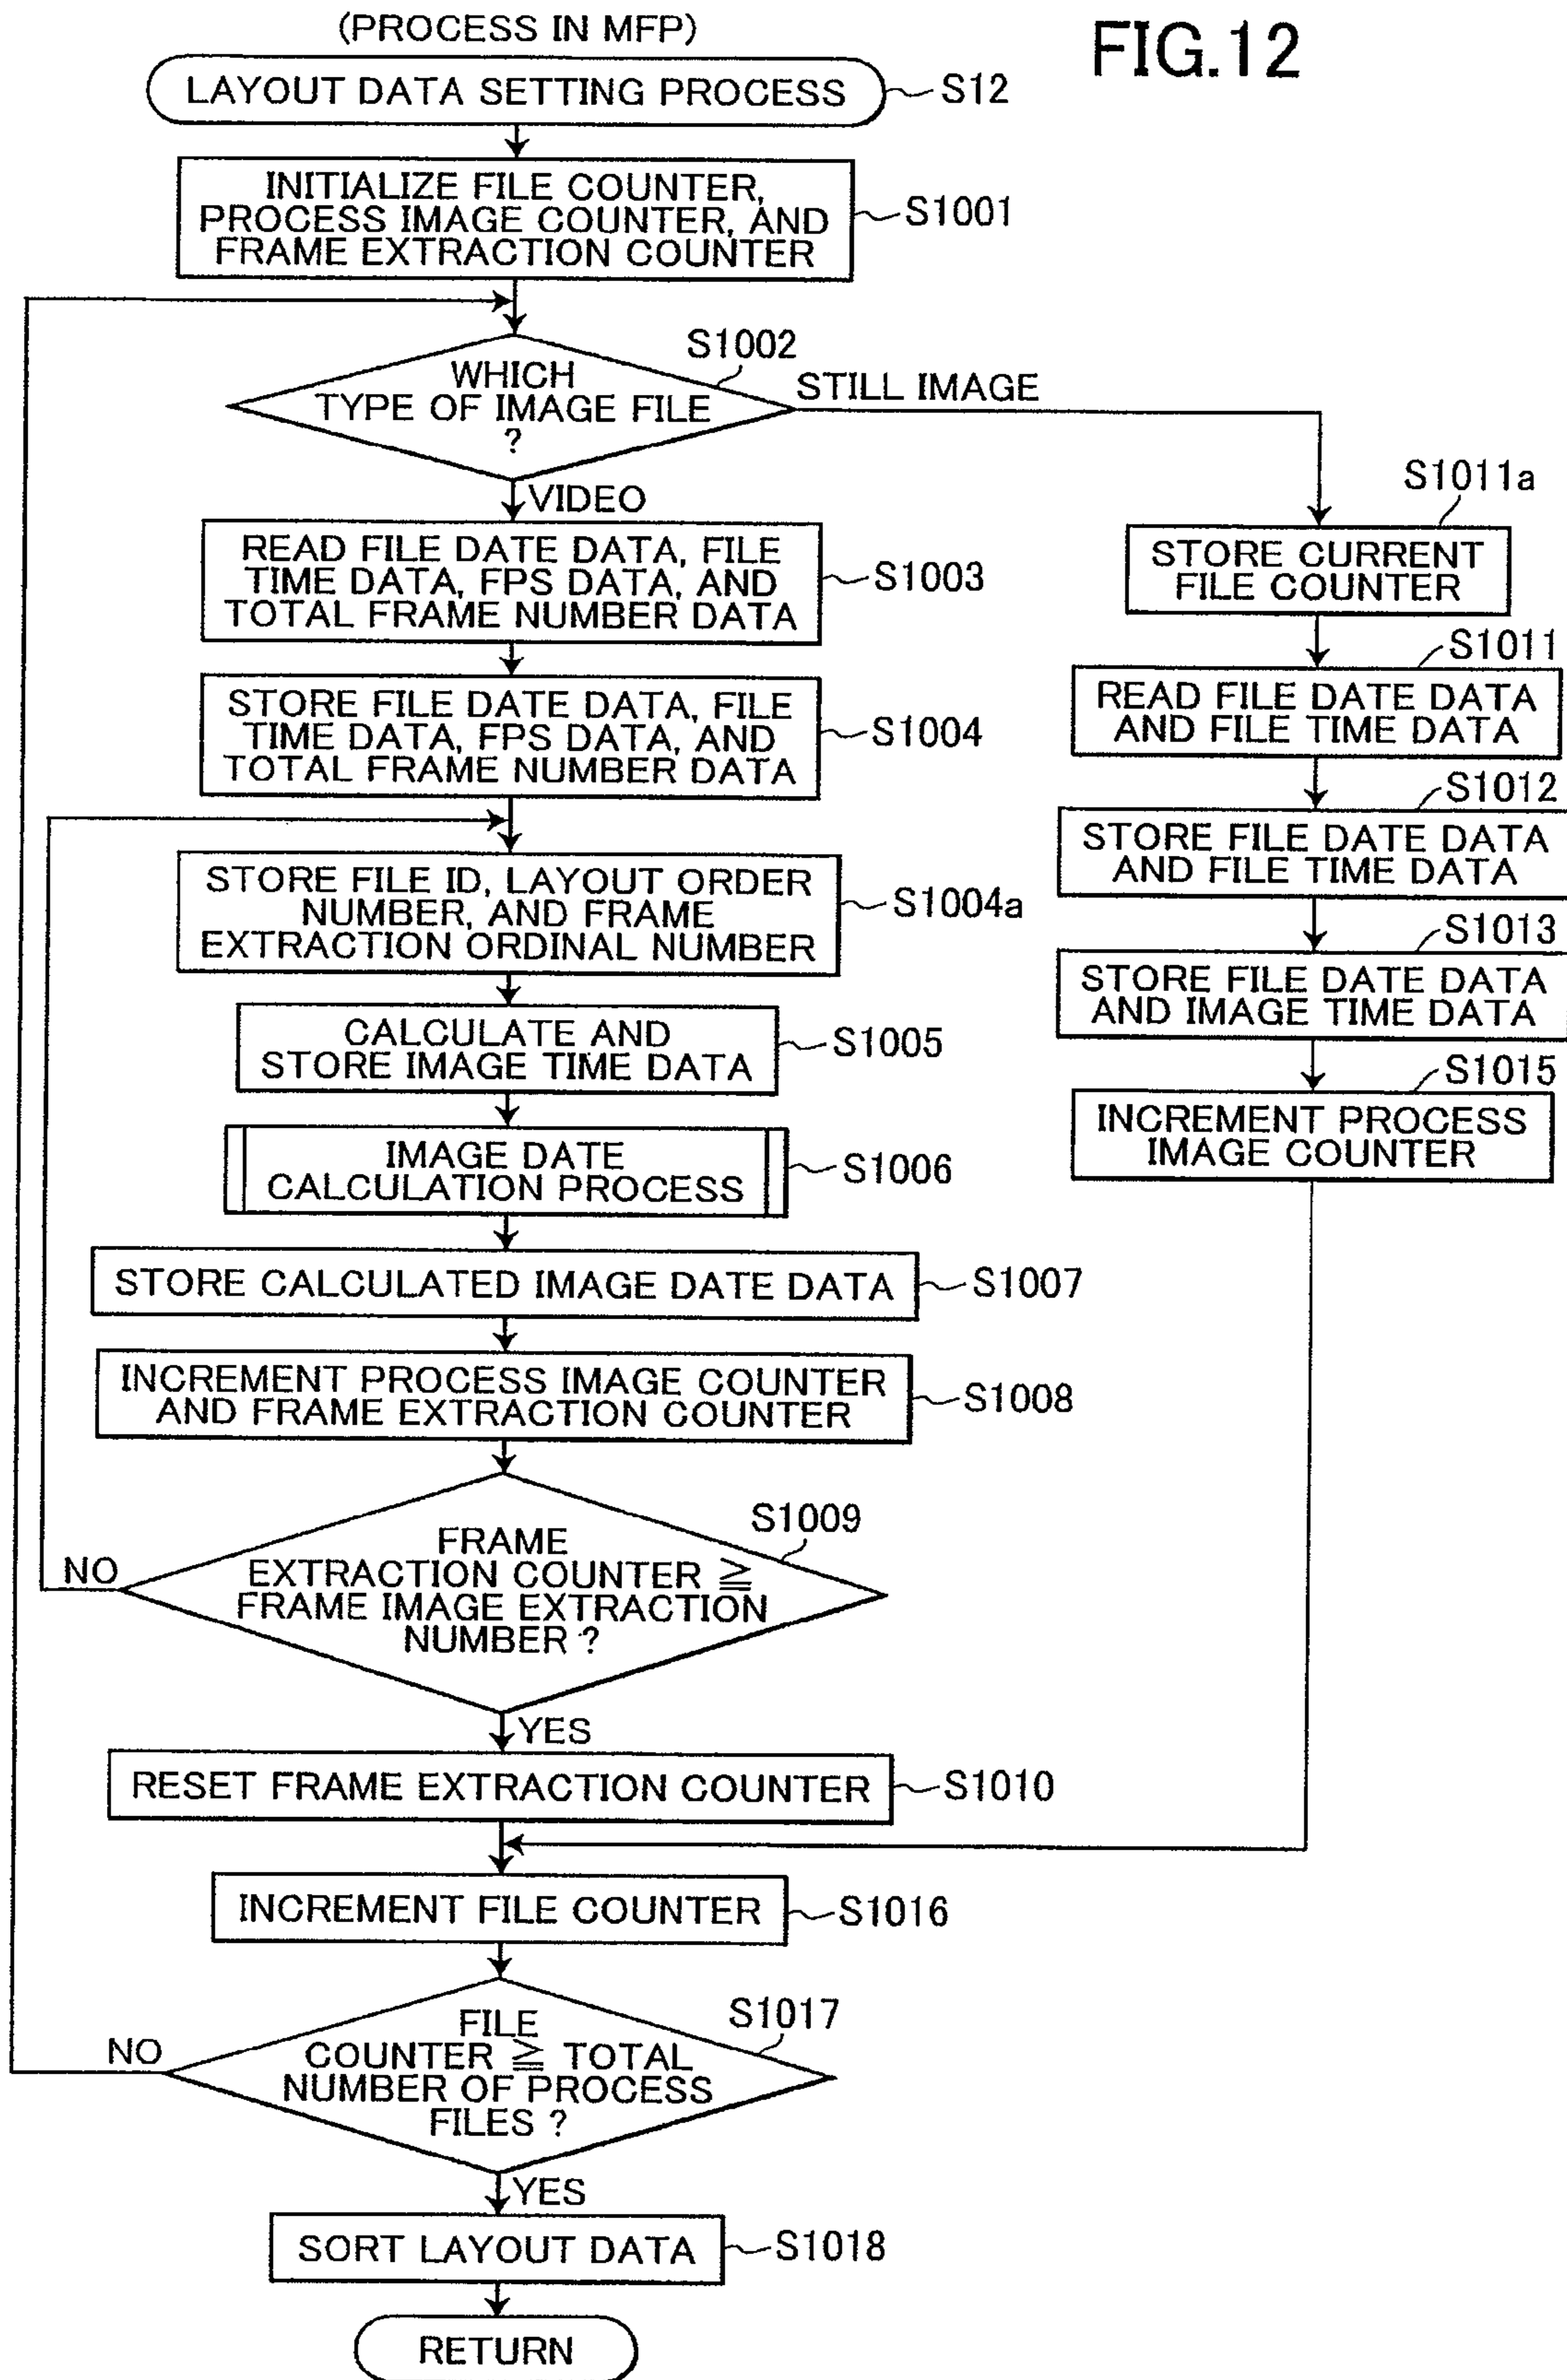 (PROCESS IN MFP)
FIG.12
LAYOUT DATA SETTING PROCESS
S12
INITIALIZE FILE COUNTER,
PROCESS IMAGE COUNTER, AND
FRAME EXTRACTION COUNTER
S1001
S1002
WHICH
TYPE OF IMAGE FILE
?
STILL IMAGE
VIDEO
READ FILE DATE DATA, FILE
TIME DATA, FPS DATA, AND
TOTAL FRAME NUMBER DATA
S1003
STORE FILE DATE DATA, FILE
TIME DATA, FPS DATA, AND
TOTAL FRAME NUMBER DATA
S1004
STORE FILE ID, LAYOUT ORDER
NUMBER, AND FRAME
EXTRACTION ORDINAL NUMBER
S1004a
CALCULATE AND
STORE IMAGE TIME DATA
S1005
IMAGE DATE
CALCULATION PROCESS
S1006
STORE CALCULATED IMAGE DATE DATA
S1007
INCREMENT PROCESS IMAGE COUNTER
AND FRAME EXTRACTION COUNTER
S1008
S1009
FRAME
EXTRACTION COUNTER ≧
FRAME IMAGE EXTRACTION
NUMBER ?
NO
YES
RESET FRAME EXTRACTION COUNTER
S1010
S1011a
STORE CURRENT
FILE COUNTER
S1011
READ FILE DATE DATA
AND FILE TIME DATA
S1012
STORE FILE DATE DATA
AND FILE TIME DATA
S1013
STORE FILE DATE DATA
AND IMAGE TIME DATA
S1015
INCREMENT PROCESS
IMAGE COUNTER
INCREMENT FILE COUNTER
S1016
S1017
FILE
COUNTER ≧ TOTAL
NUMBER OF PROCESS
FILES ?
NO
YES
SORT LAYOUT DATA
S1018
RETURN